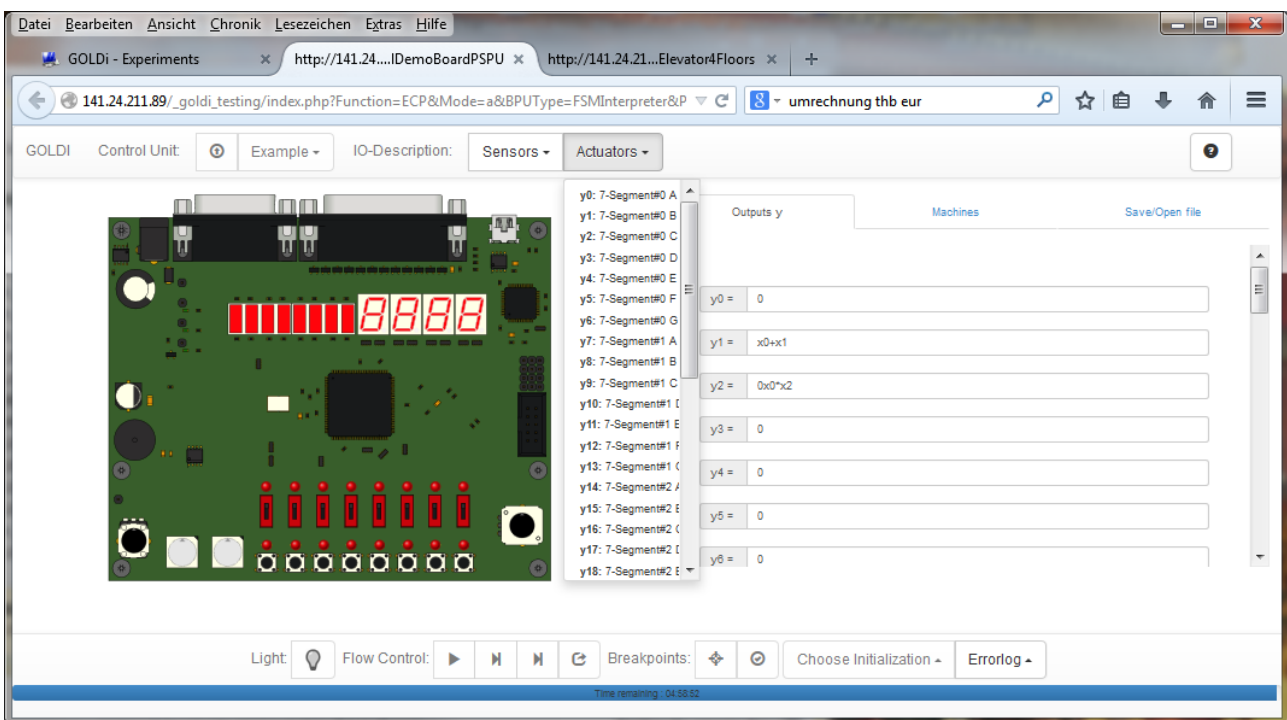 Datei Bearbeiten Ansicht Chronik Lesezeichen Extras Hilfe
GOLDi - Experiments × http://141.24....IDemoBoardPSPU × http://141.24.21...Elevator4Floors × +
141.24.211.89/_goldi_testing/index.php?Function=ECP&Mode=a&BPUType=FSMInterpreter&P umrechnung thb eur
GOLDI Control Unit: Example IO-Description: Sensors Actuators
y0: 7-Segment#0 A
y1: 7-Segment#0 B
y2: 7-Segment#0 C
y3: 7-Segment#0 D
y4: 7-Segment#0 E
y5: 7-Segment#0 F
y6: 7-Segment#0 G
y7: 7-Segment#1 A
y8: 7-Segment#1 B
y9: 7-Segment#1 C
y10: 7-Segment#1
y11: 7-Segment#1 E
y12: 7-Segment#1
y13: 7-Segment#1
y14: 7-Segment#2
y15: 7-Segment#2
y16: 7-Segment#2
y17: 7-Segment#2
y18: 7-Segment#2
Outputs y Machines Save/Open file
y0 = 0
y1 = x0+x1
y2 = 0x0*x2
y3 = 0
y4 = 0
y5 = 0
y6 = 0
8888
Light: Flow Control: Breakpoints: Choose Initialization Errorlog
Time remaining : 04:58:52